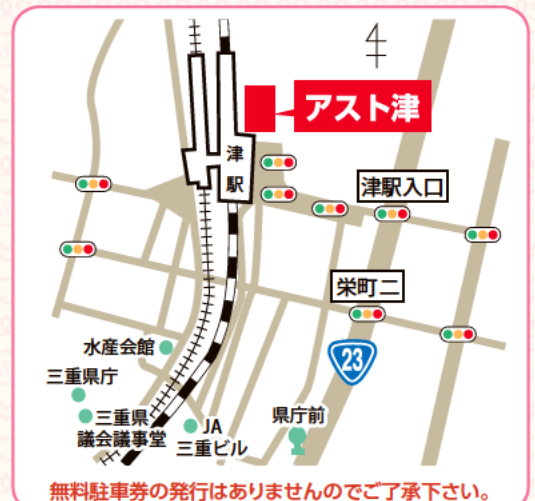 アスト津
津
駅
津駅入口
栄町二
23
水産会館
三重県庁
三重県
議会議事堂
JA
三重ビル
県庁前
無料駐車券の発行はありませんのでご了承下さい。